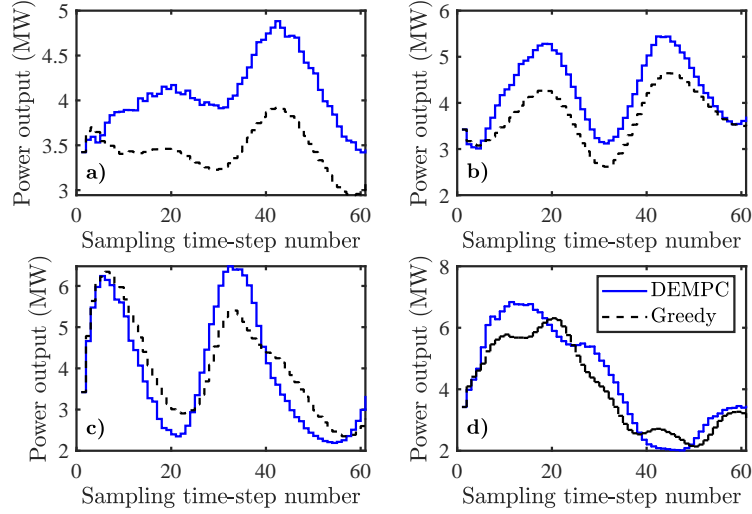 5
4.5
4
3.5
3
Power output (MW)
a)
0 20 40 60
Sampling time-step number
6
5
4
3
2
Power output (MW)
b)
0 20 40 60
Sampling time-step number
6
5
4
3
2
Power output (MW)
c)
0 20 40 60
Sampling time-step number
8
6
4
2
Power output (MW)
DEMPC
Greedy
d)
0 20 40 60
Sampling time-step number